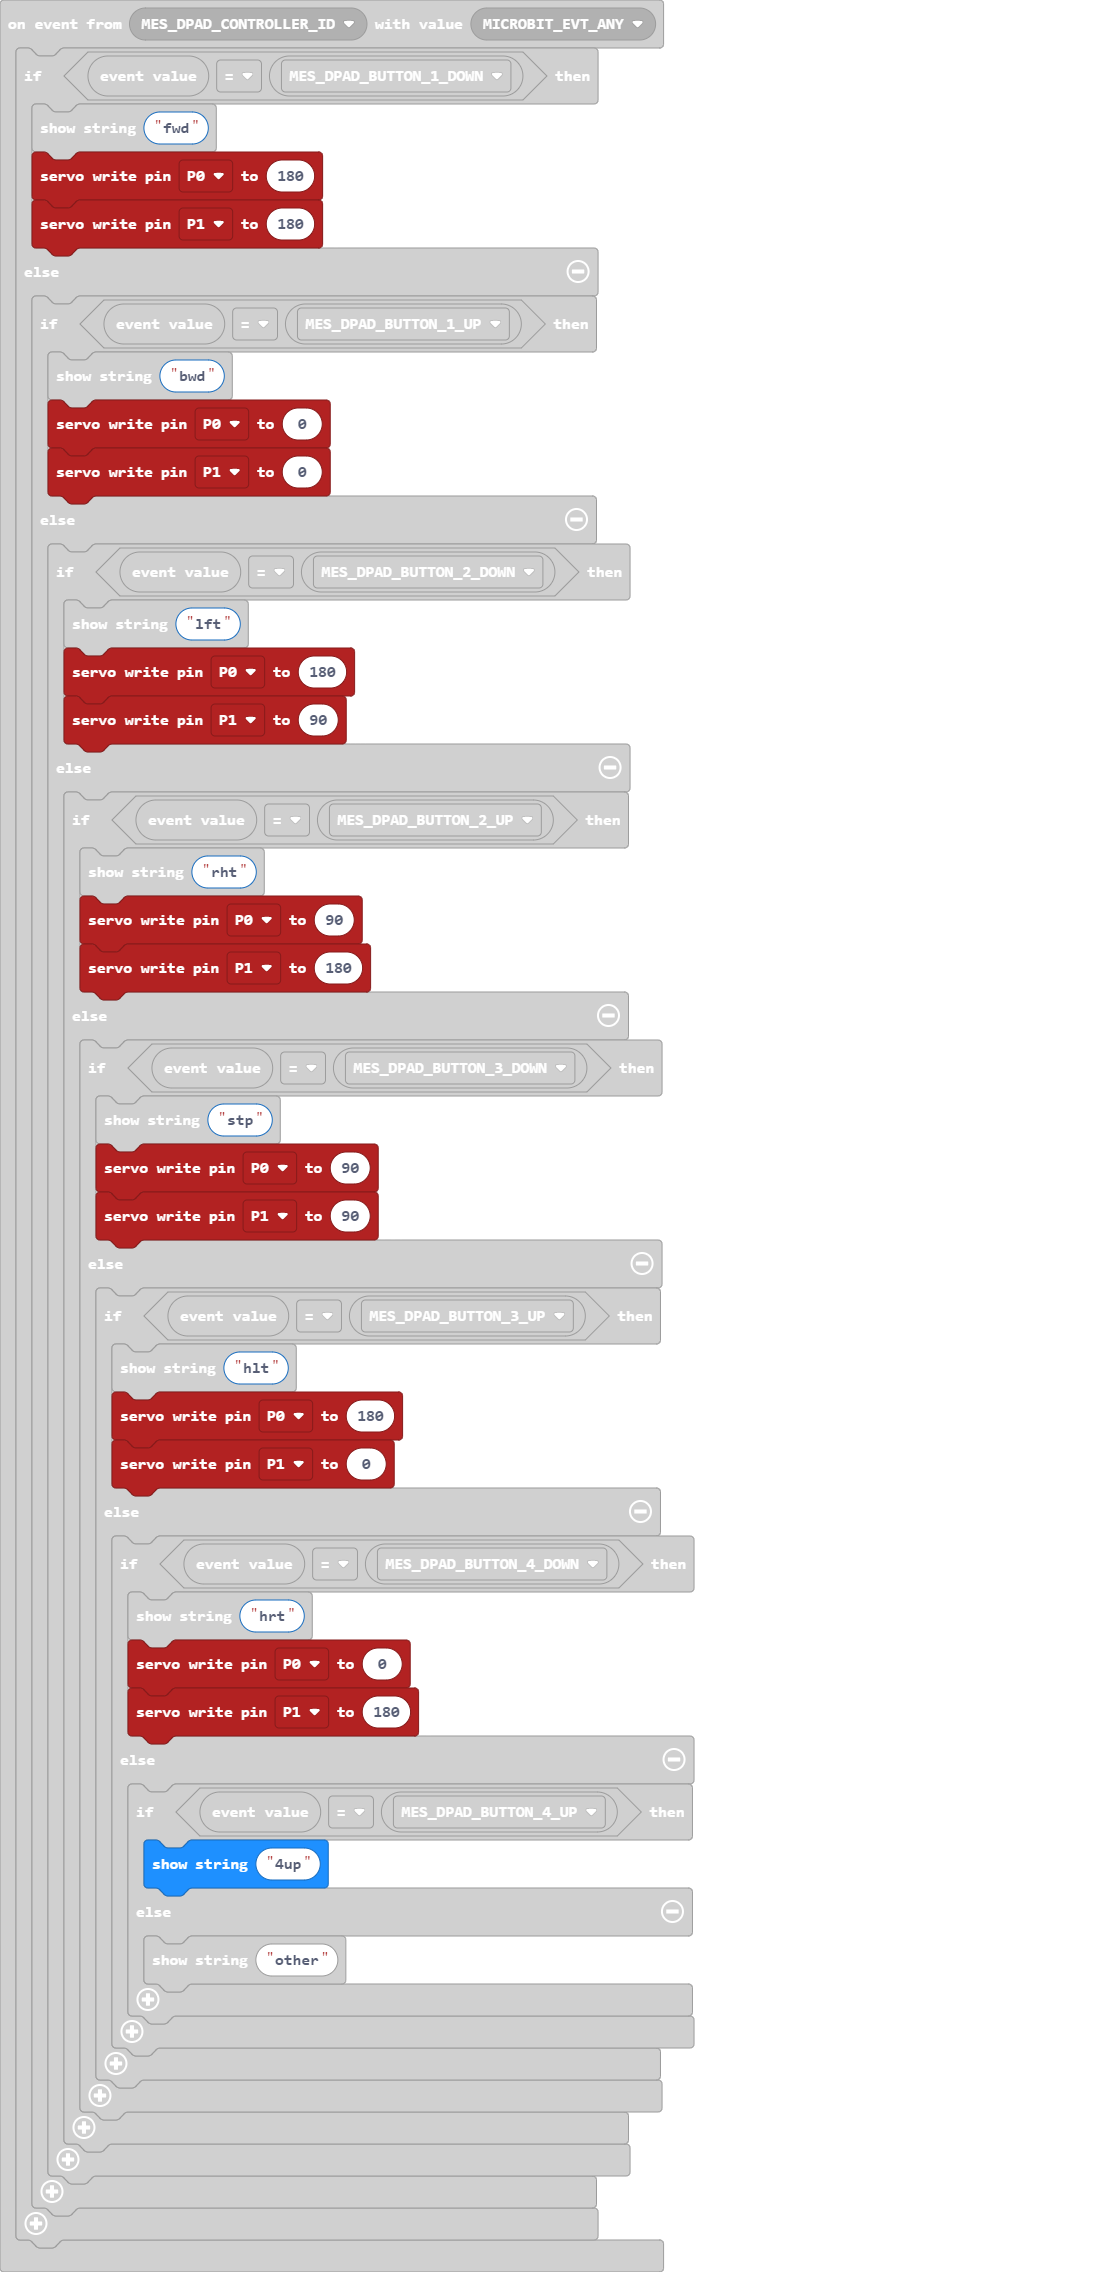 on event from MES_DPAD_CONTROLLER_ID with value MICROBIT_EVT_ANY
if event value = MES_DPAD_BUTTON_1_DOWN then
show string "fwd"
servo write pin P0 to 180
servo write pin P1 to 180
else
if event value = MES_DPAD_BUTTON_1_UP then
show string "bwd"
servo write pin P0 to 0
servo write pin P1 to 0
else
if event value = MES_DPAD_BUTTON_2_DOWN then
show string "lft"
servo write pin P0 to 180
servo write pin P1 to 90
else
if event value = MES_DPAD_BUTTON_2_UP then
show string "rht"
servo write pin P0 to 90
servo write pin P1 to 180
else
if event value = MES_DPAD_BUTTON_3_DOWN then
show string "stp"
servo write pin P0 to 90
servo write pin P1 to 90
else
if event value = MES_DPAD_BUTTON_3_UP then
show string "hlt"
servo write pin P0 to 180
servo write pin P1 to 0
else
if event value = MES_DPAD_BUTTON_4_DOWN then
show string "hrt"
servo write pin P0 to 0
servo write pin P1 to 180
else
if event value = MES_DPAD_BUTTON_4_UP then
show string "4up"
else
show string "other"